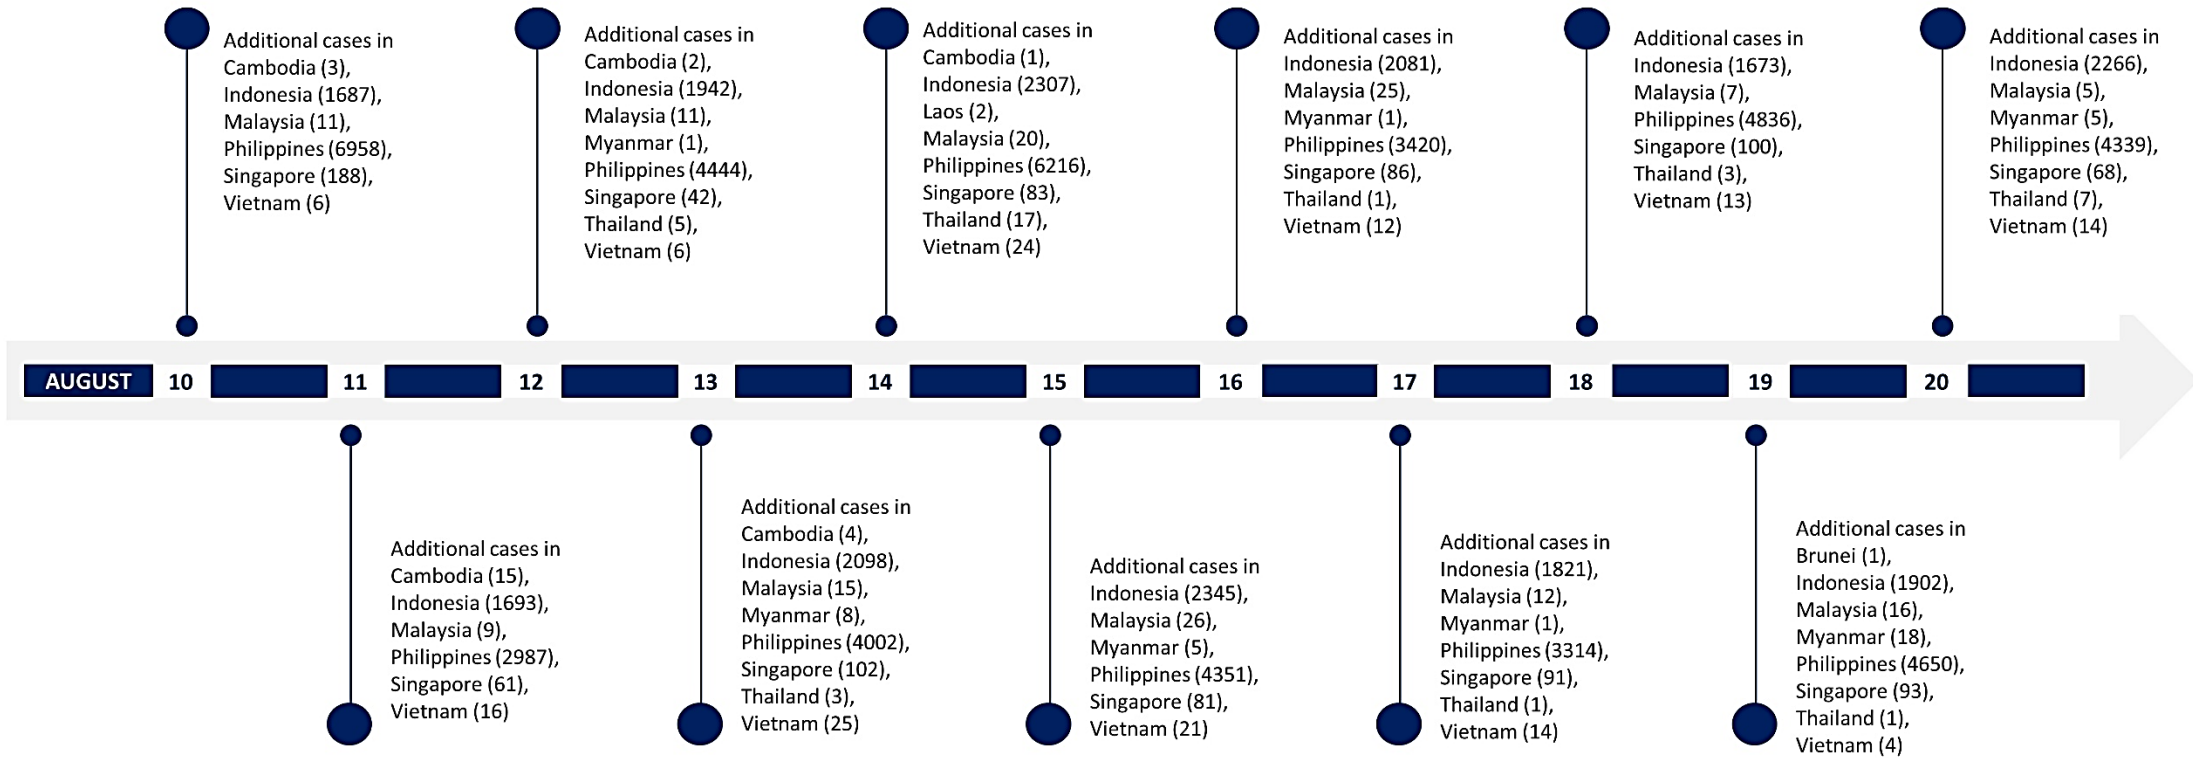 Additional cases in
Cambodia (3),
Indonesia (1687),
Malaysia (11),
Philippines (6958),
Singapore (188),
Vietnam (6)
Additional cases in
Cambodia (2),
Indonesia (1942),
Malaysia (11),
Myanmar (1),
Philippines (4444),
Singapore (42),
Thailand (5),
Vietnam (6)
Additional cases in
Cambodia (1),
Indonesia (2307),
Laos (2),
Malaysia (20),
Philippines (6216),
Singapore (83),
Thailand (17),
Vietnam (24)
Additional cases in
Indonesia (2081),
Malaysia (25),
Myanmar (1),
Philippines (3420),
Singapore (86),
Thailand (1),
Vietnam (12)
Additional cases in
Indonesia (1673),
Malaysia (7),
Philippines (4836),
Singapore (100),
Thailand (3),
Vietnam (13)
Additional cases in
Indonesia (2266),
Malaysia (5),
Myanmar (5),
Philippines (4339),
Singapore (68),
Thailand (7),
Vietnam (14)
AUGUST 10 11 12 13 14 15 16 17 18 19 20
Additional cases in
Cambodia (15),
Indonesia (1693),
Malaysia (9),
Philippines (2987),
Singapore (61),
Vietnam (16)
Additional cases in
Cambodia (4),
Indonesia (2098),
Malaysia (15),
Myanmar (8),
Philippines (4002),
Singapore (102),
Thailand (3),
Vietnam (25)
Additional cases in
Indonesia (2345),
Malaysia (26),
Myanmar (5),
Philippines (4351),
Singapore (81),
Vietnam (21)
Additional cases in
Indonesia (1821),
Malaysia (12),
Myanmar (1),
Philippines (3314),
Singapore (91),
Thailand (1),
Vietnam (14)
Additional cases in
Brunei (1),
Indonesia (1902),
Malaysia (16),
Myanmar (18),
Philippines (4650),
Singapore (93),
Thailand (1),
Vietnam (4)